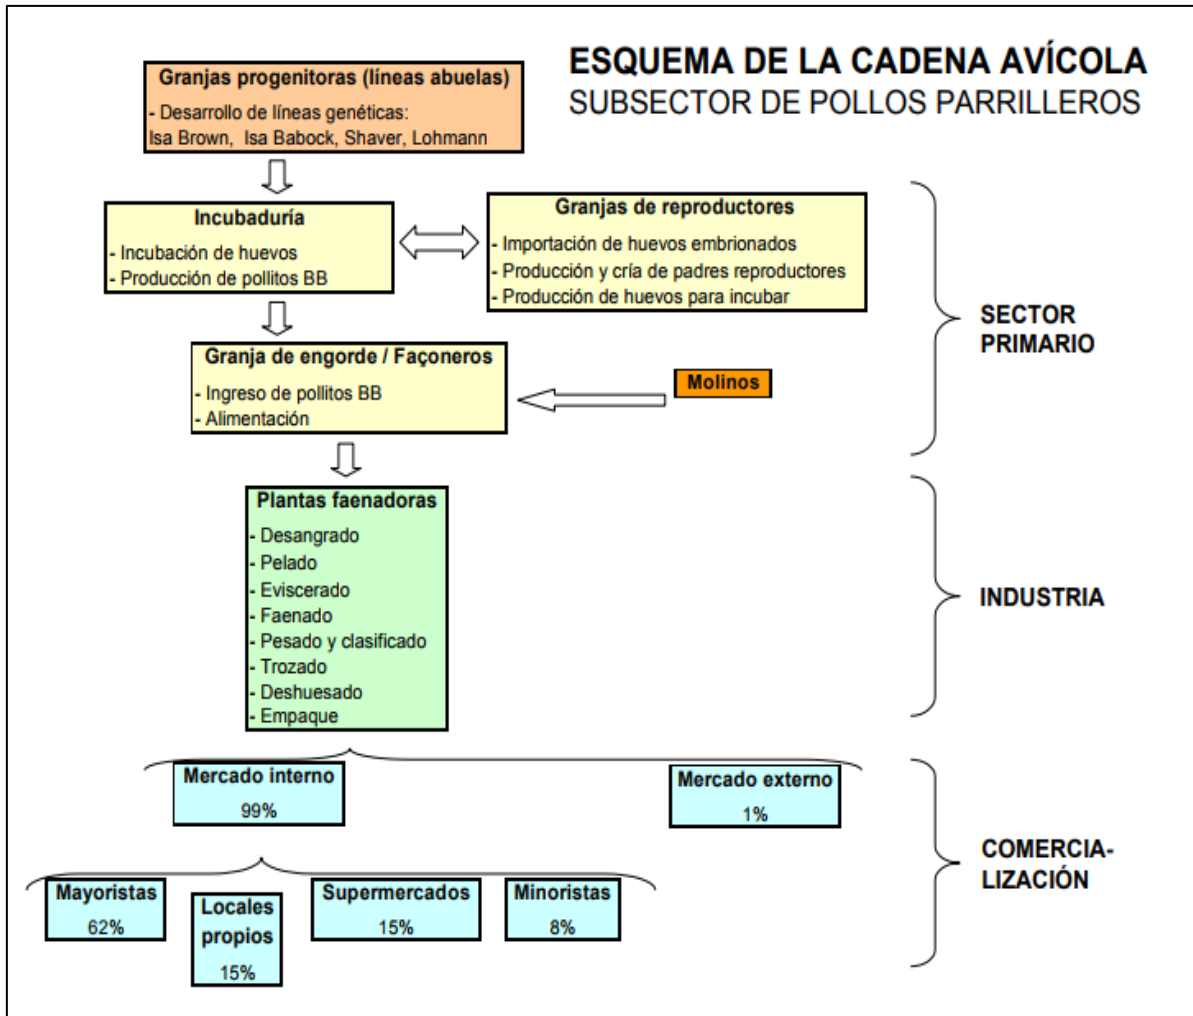 ESQUEMA DE LA CADENA AVÍCOLA
SUBSECTOR DE POLLOS PARRILLEROS
Granjas progenitoras (líneas abuelas)
- Desarrollo de líneas genéticas:
Isa Brown, Isa Babock, Shaver, Lohmann
Incubaduría
- Incubación de huevos
- Producción de pollitos BB
Granjas de reproductores
- Importación de huevos embrionados
- Producción y cría de padres reproductores
- Producción de huevos para incubar
Granja de engorde / Façoneros
- Ingreso de pollitos BB
- Alimentación
Molinos
SECTOR
PRIMARIO
Plantas faenadoras
- Desangrado
- Pelado
- Eviscerado
- Faenado
- Pesado y clasificado
- Trozado
- Deshuesado
- Empaque
INDUSTRIA
Mercado interno
99%
Mercado externo
1%
Mayoristas
62%
Locales
propios
15%
Supermercados
15%
Minoristas
8%
COMERCIA-
LIZACIÓN